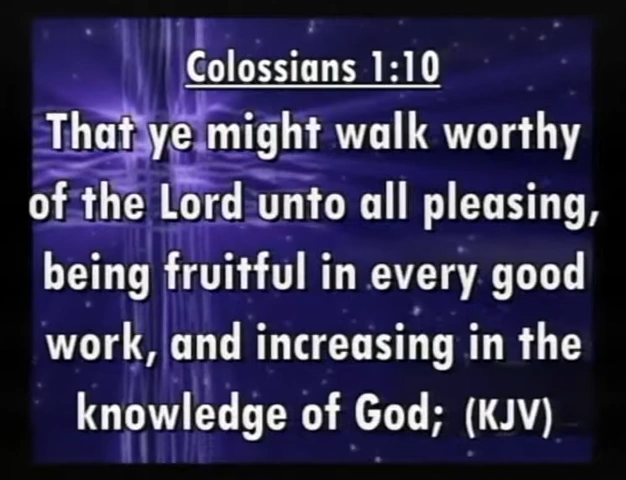 Colossians 1:10
That ye might walk worthy
of the Lord unto all pleasing,
being fruitful in every good
work, and increasing in the
knowledge of God; (KJV)